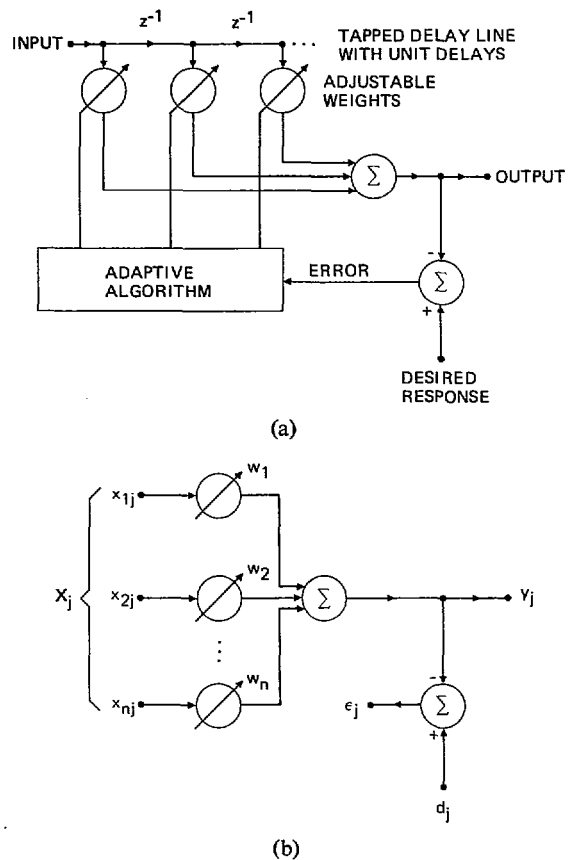 z⁻¹ z⁻¹
INPUT · · · TAPPED DELAY LINE
WITH UNIT DELAYS
ADJUSTABLE
WEIGHTS
Σ OUTPUT
-
ADAPTIVE
ALGORITHM
ERROR
Σ
+
DESIRED
RESPONSE
(a)
w₁
x₁ⱼ
w₂
Xⱼ x₂ⱼ Σ yⱼ
⋮
wₙ
-
xₙⱼ
ϵⱼ Σ
+
dⱼ
(b)